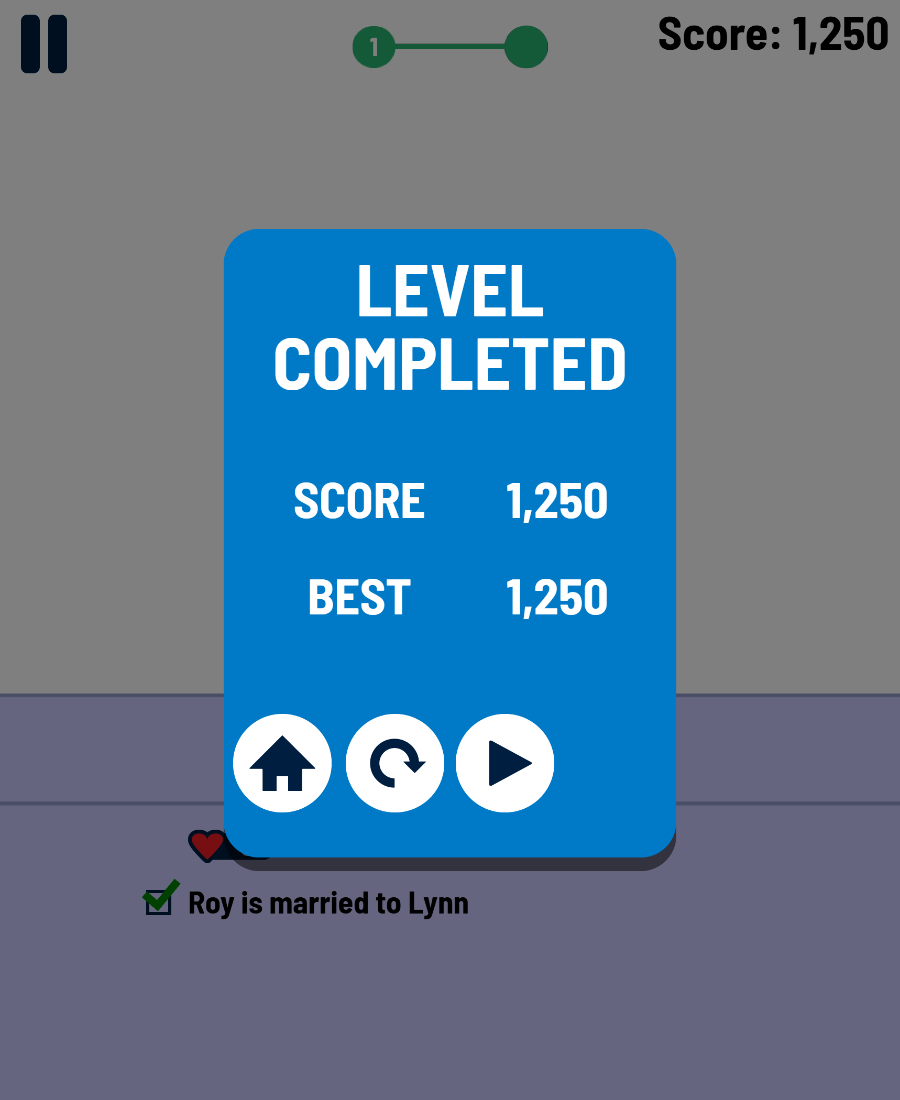 1
Score: 1,250
LEVEL
COMPLETED
SCORE 1,250
BEST 1,250
Roy is married to Lynn